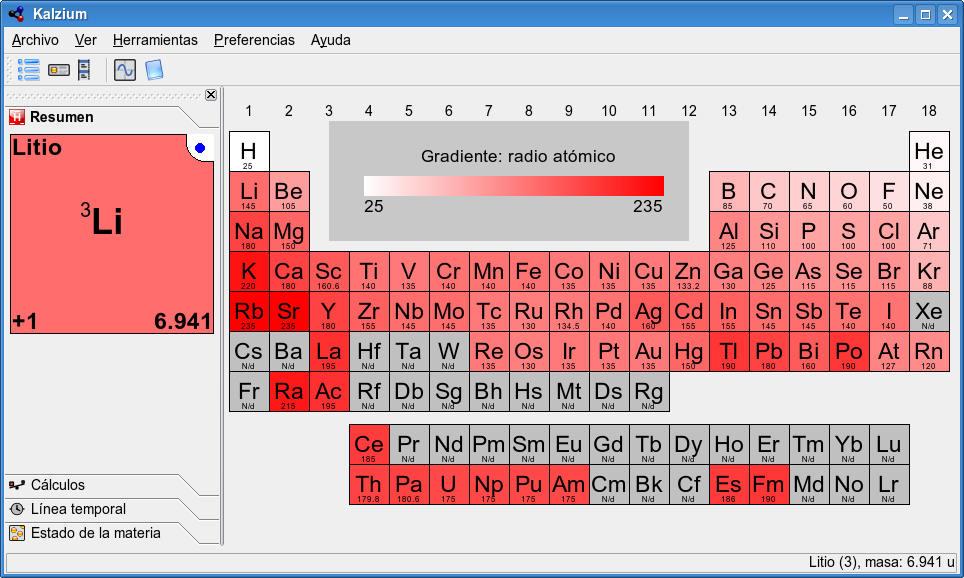 Kalzium
Archivo Ver Herramientas Preferencias Ayuda
Resumen
Litio
3Li
+1 6.941
Cálculos
Línea temporal
Estado de la materia
1 2 3 4 5 6 7 8 9 10 11 12 13 14 15 16 17 18
Gradiente: radio atómico
25 235
H He
25 31
Li Be B C N O F Ne
145 105 85 70 65 60 50 38
Na Mg Al Si P S Cl Ar
180 150 125 110 100 100 100 71
K Ca Sc Ti V Cr Mn Fe Co Ni Cu Zn Ga Ge As Se Br Kr
220 180 160.6 140 135 140 135 140 135 135 135 133.2 130 125 115 115 115 88
Rb Sr Y Zr Nb Mo Tc Ru Rh Pd Ag Cd In Sn Sb Te I Xe
235 235 180 155 145 145 135 130 134.5 140 160 155 155 145 145 140 140 N/d
Cs Ba La Hf Ta W Re Os Ir Pt Au Hg Tl Pb Bi Po At Rn
N/d N/d 195 N/d N/d N/d 135 130 135 135 135 150 190 180 160 190 127 120
Fr Ra Ac Rf Db Sg Bh Hs Mt Ds Rg
N/d 215 195 N/d N/d N/d N/d N/d N/d N/d N/d
Ce Pr Nd Pm Sm Eu Gd Tb Dy Ho Er Tm Yb Lu
185 N/d N/d N/d N/d N/d N/d N/d N/d N/d N/d N/d N/d N/d
Th Pa U Np Pu Am Cm Bk Cf Es Fm Md No Lr
179.8 180.6 175 175 175 175 N/d N/d N/d 186 190 N/d N/d N/d
Litio (3), masa: 6.941 u